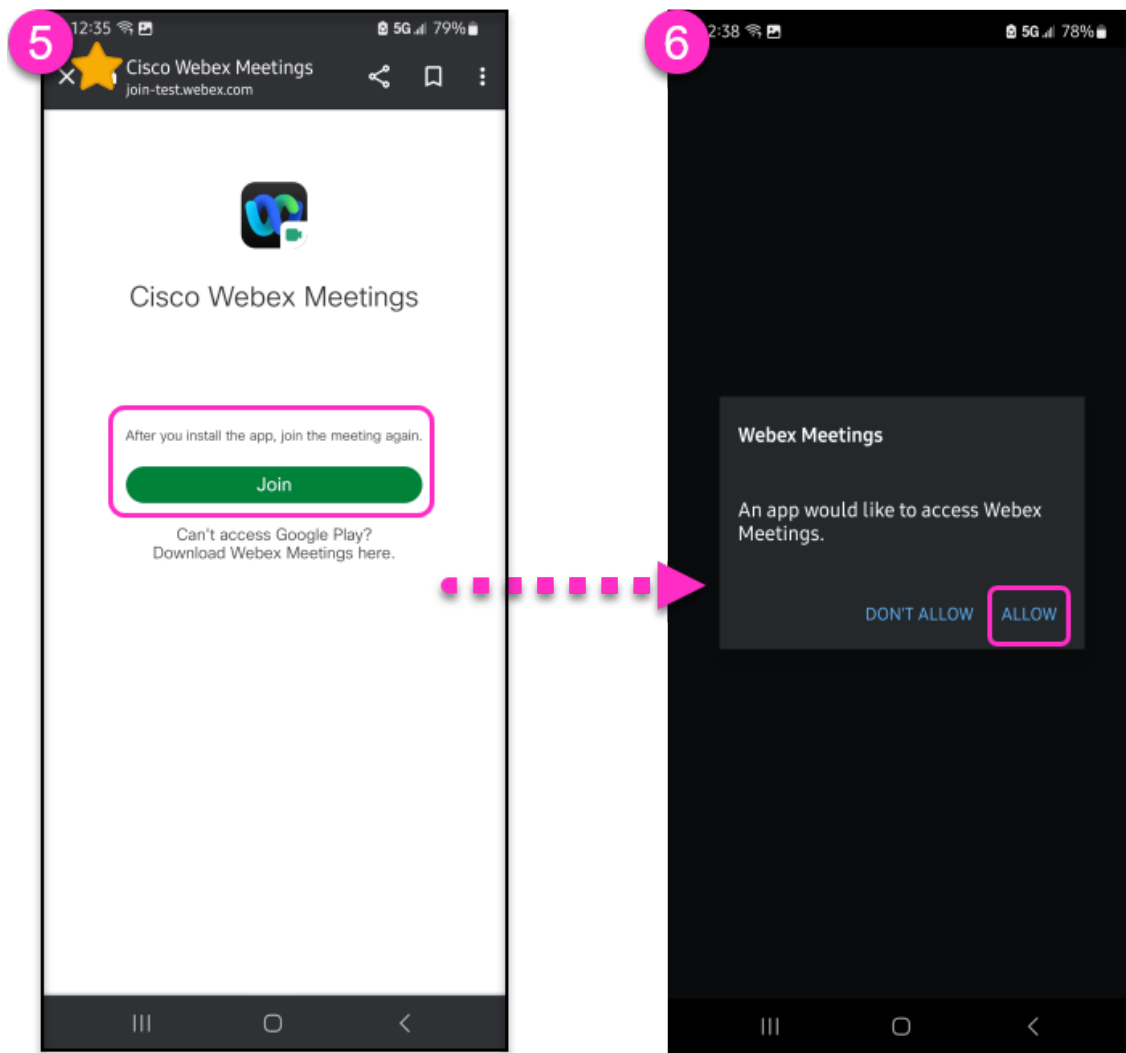 5
12:35
5G
79%
Cisco Webex Meetings
join-test.webex.com
Cisco Webex Meetings
After you install the app, join the meeting again.
Join
Can't access Google Play?
Download Webex Meetings here.
6
2:38
5G
78%
Webex Meetings
An app would like to access Webex
Meetings.
DON'T ALLOW
ALLOW